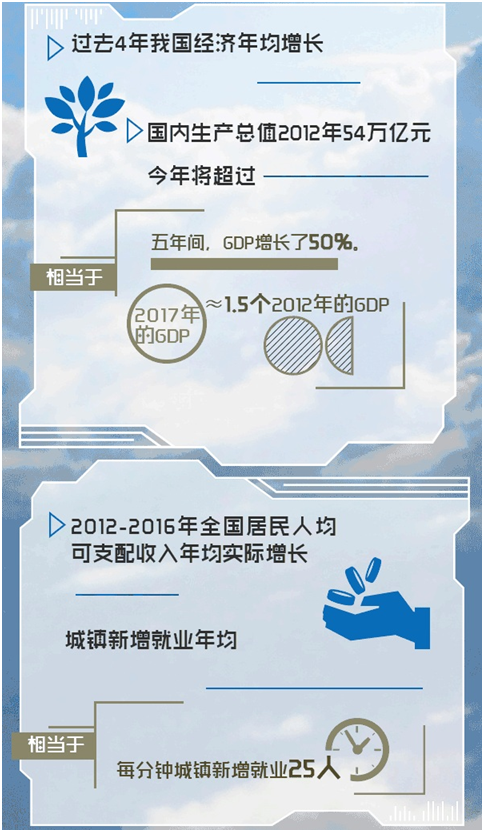 过去4年我国经济年均增长
国内生产总值2012年54万亿元
今年将超过
五年间，GDP增长了50%。
相当于
2017年
的GDP
≈1.5个2012年的GDP
2012-2016年全国居民人均
可支配收入年均实际增长
城镇新增就业年均
相当于
每分钟城镇新增就业25人